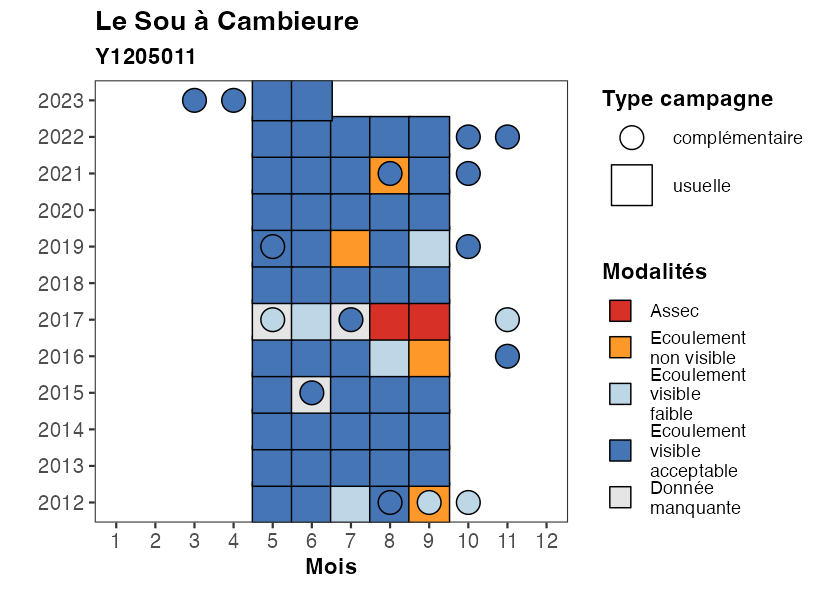 Le Sou à Cambieure
Y1205011
2023
2022
2021
2020
2019
2018
2017
2016
2015
2014
2013
2012
1 2 3 4 5 6 7 8 9 10 11 12
Mois
Type campagne
complémentaire
usuelle
Modalités
Assec
Ecoulement
non visible
Ecoulement
visible
faible
Ecoulement
visible
acceptable
Donnée
manquante